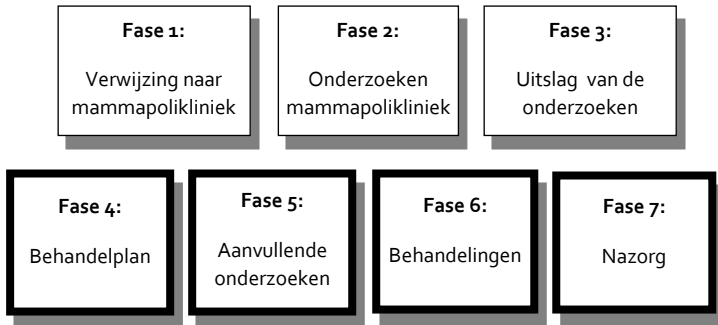 Fase 1:
Verwijzing naar
mammapolikliniek
Fase 2:
Onderzoeken
mammapolikliniek
Fase 3:
Uitslag van de
onderzoeken
Fase 4:
Behandelplan
Fase 5:
Aanvullende
onderzoeken
Fase 6:
Behandelingen
Fase 7:
Nazorg